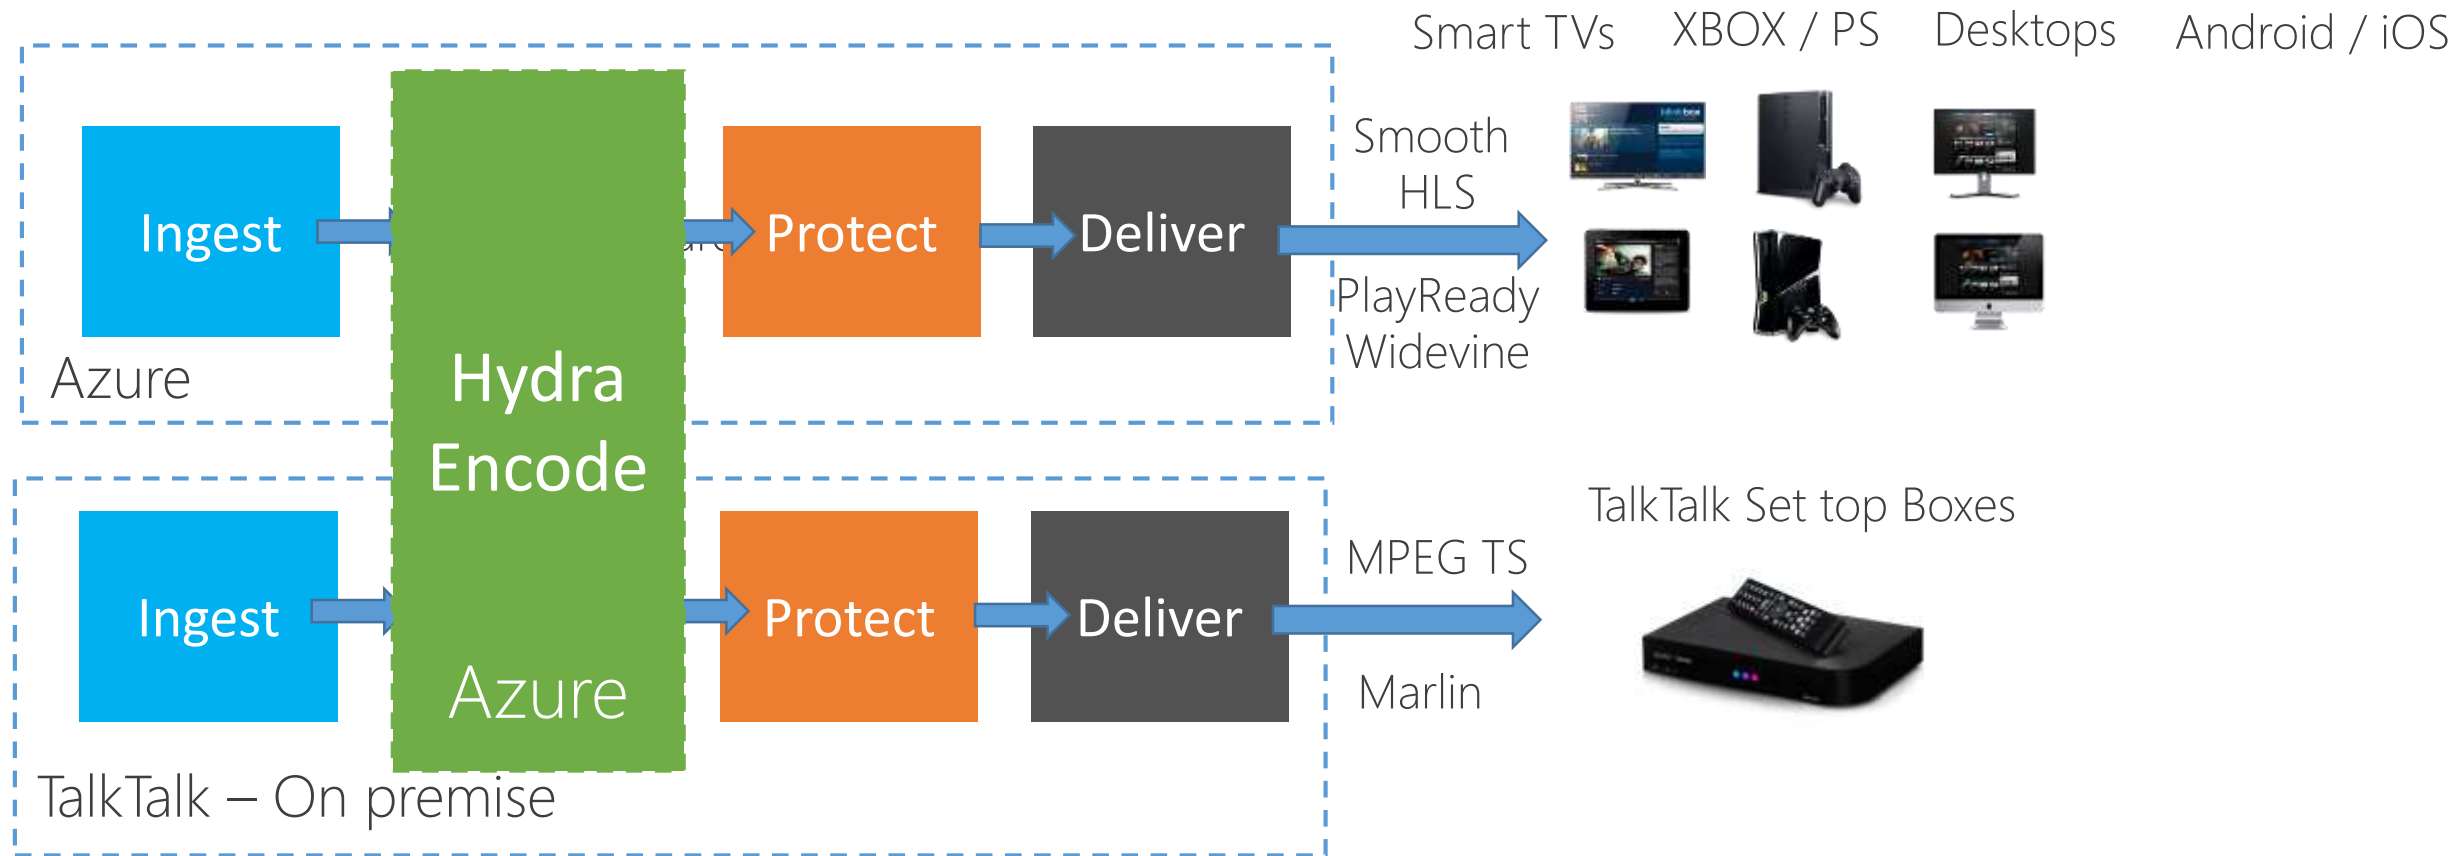 Smart TVs
XBOX / PS
Desktops
Android / iOS
Ingest
Protect
Deliver
Smooth
HLS
PlayReady
Widevine
Azure
Hydra
Encode
Azure
Ingest
Protect
Deliver
MPEG TS
Marlin
TalkTalk Set top Boxes
TalkTalk – On premise